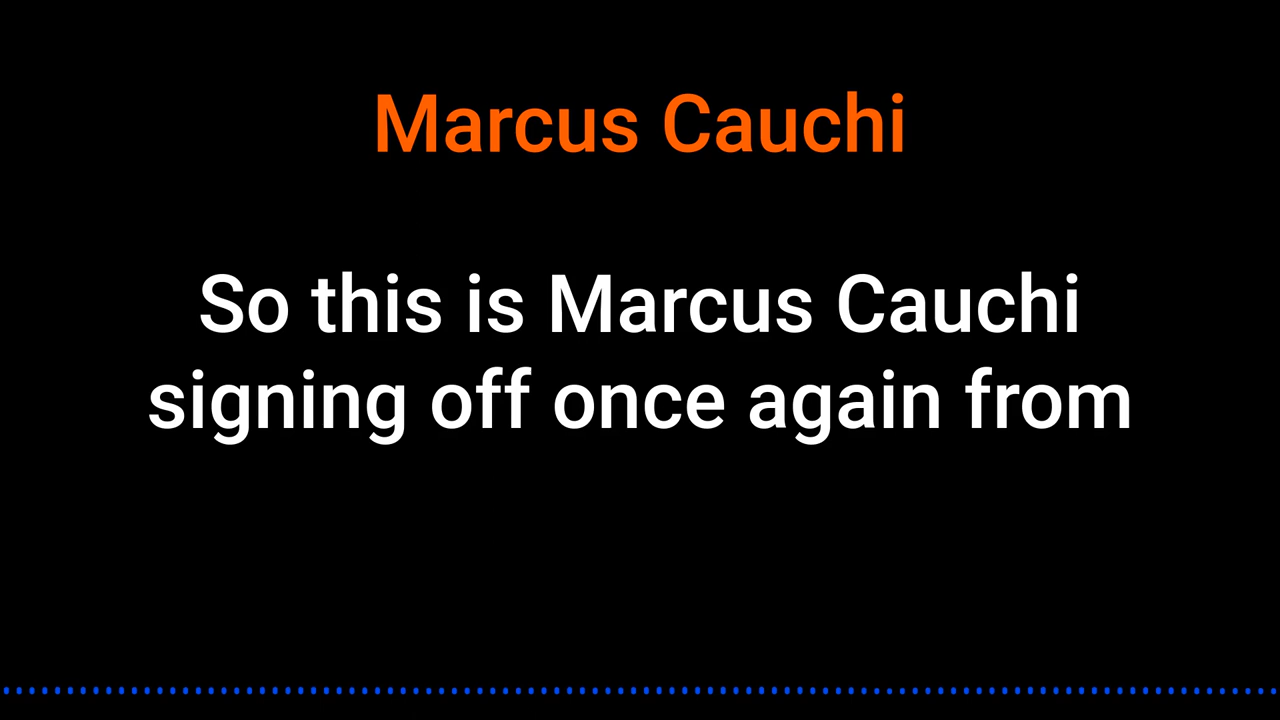 Marcus Cauchi
So this is Marcus Cauchi
signing off once again from